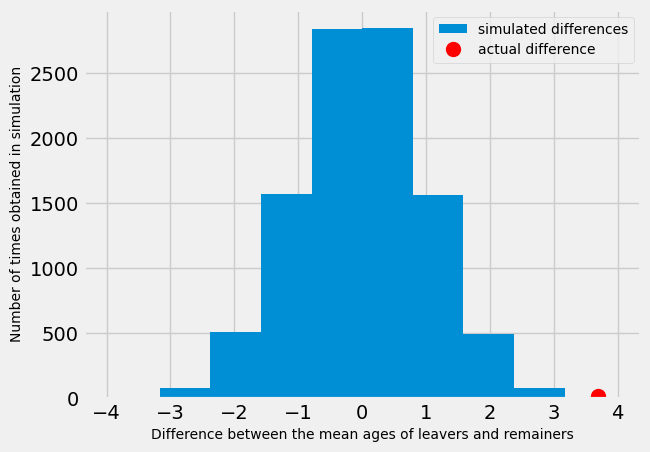 simulated differences
actual difference
Number of times obtained in simulation
2500
2000
1500
1000
500
0
−4 −3 −2 −1 0 1 2 3 4
Difference between the mean ages of leavers and remainers